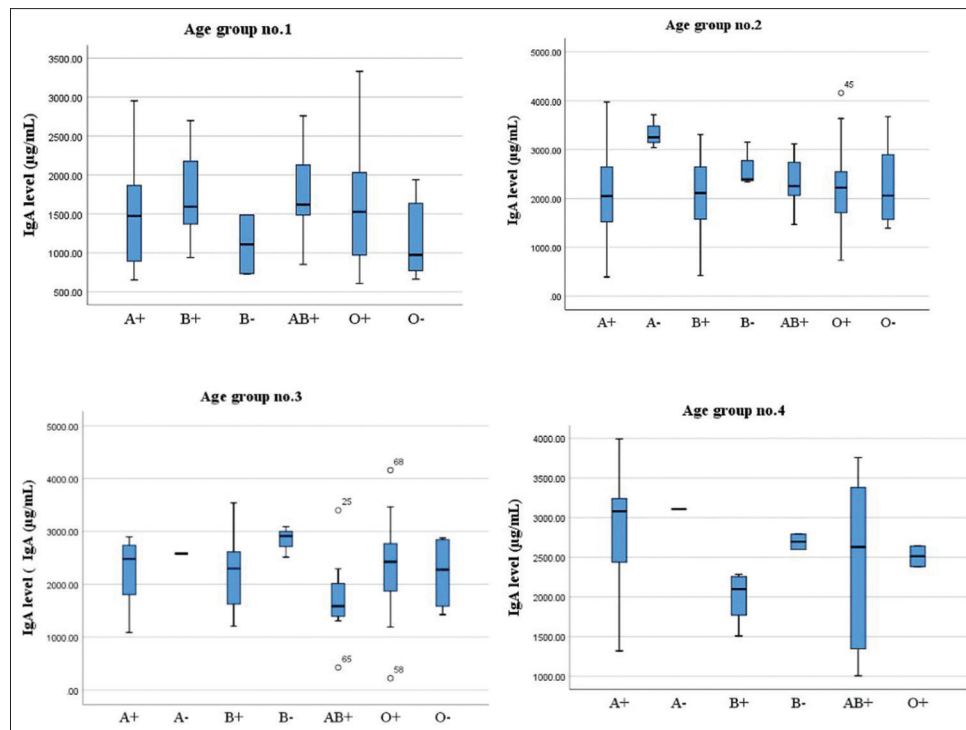 Age group no.1
IgA level (µg/mL)
3500.00
3000.00
2500.00
2000.00
1500.00
1000.00
500.00
A+ B+ B- AB+ O+ O-
Age group no.2
IgA level (µg/mL)
5000.00
4000.00
3000.00
2000.00
1000.00
.00
45
A+ A- B+ B- AB+ O+ O-
Age group no.3
IgA level ( IgA (µg/mL)
5000.00
4000.00
3000.00
2000.00
1000.00
.00
68
25
65
58
A+ A- B+ B- AB+ O+ O-
Age group no.4
IgA level (µg/mL)
4000.00
3500.00
3000.00
2500.00
2000.00
1500.00
1000.00
A+ A- B+ B- AB+ O+